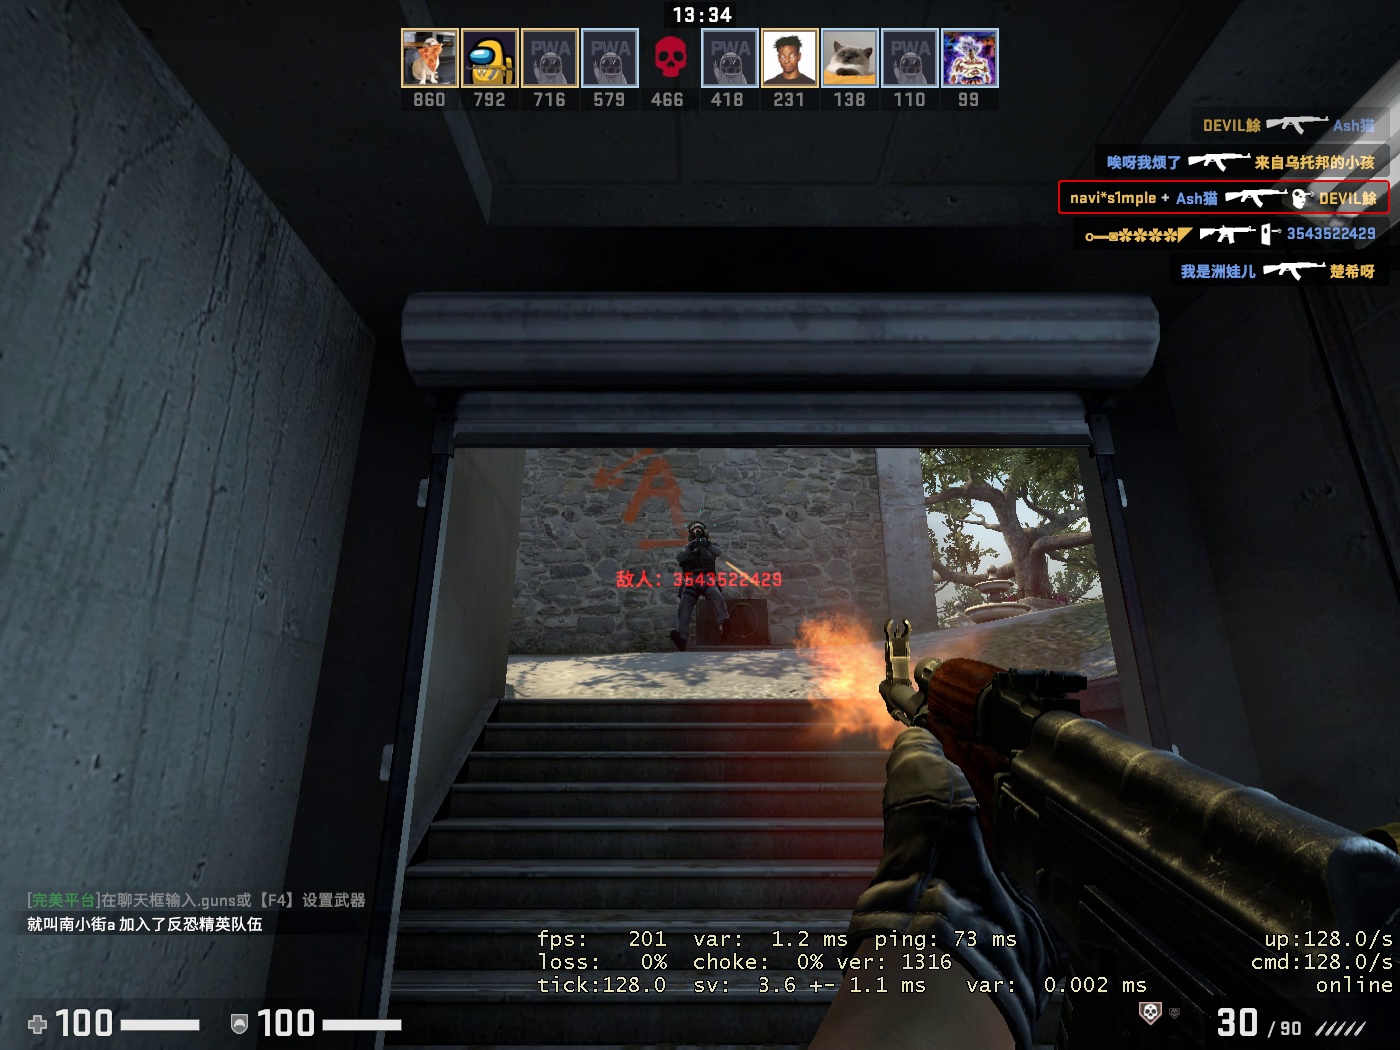 13:34
PWA PWA PWA PWA
860 792 716 579 466 418 231 138 110 99
DEVIL鮽 Ash猫
唉呀我烦了 来自乌托邦的小孩
navi*s1mple + Ash猫 DEVIL鮽
3543522429
我是洲娃儿 楚希呀
A
敌人: 3543522429
[完美平台]在聊天框输入.guns或【F4】设置武器
就叫南小街a 加入了反恐精英队伍
fps: 201 var: 1.2 ms ping: 73 ms up:128.0/s
loss: 0% choke: 0% ver: 1316 cmd:128.0/s
tick:128.0 sv: 3.6 +- 1.1 ms var: 0.002 ms online
100 100 30 / 90